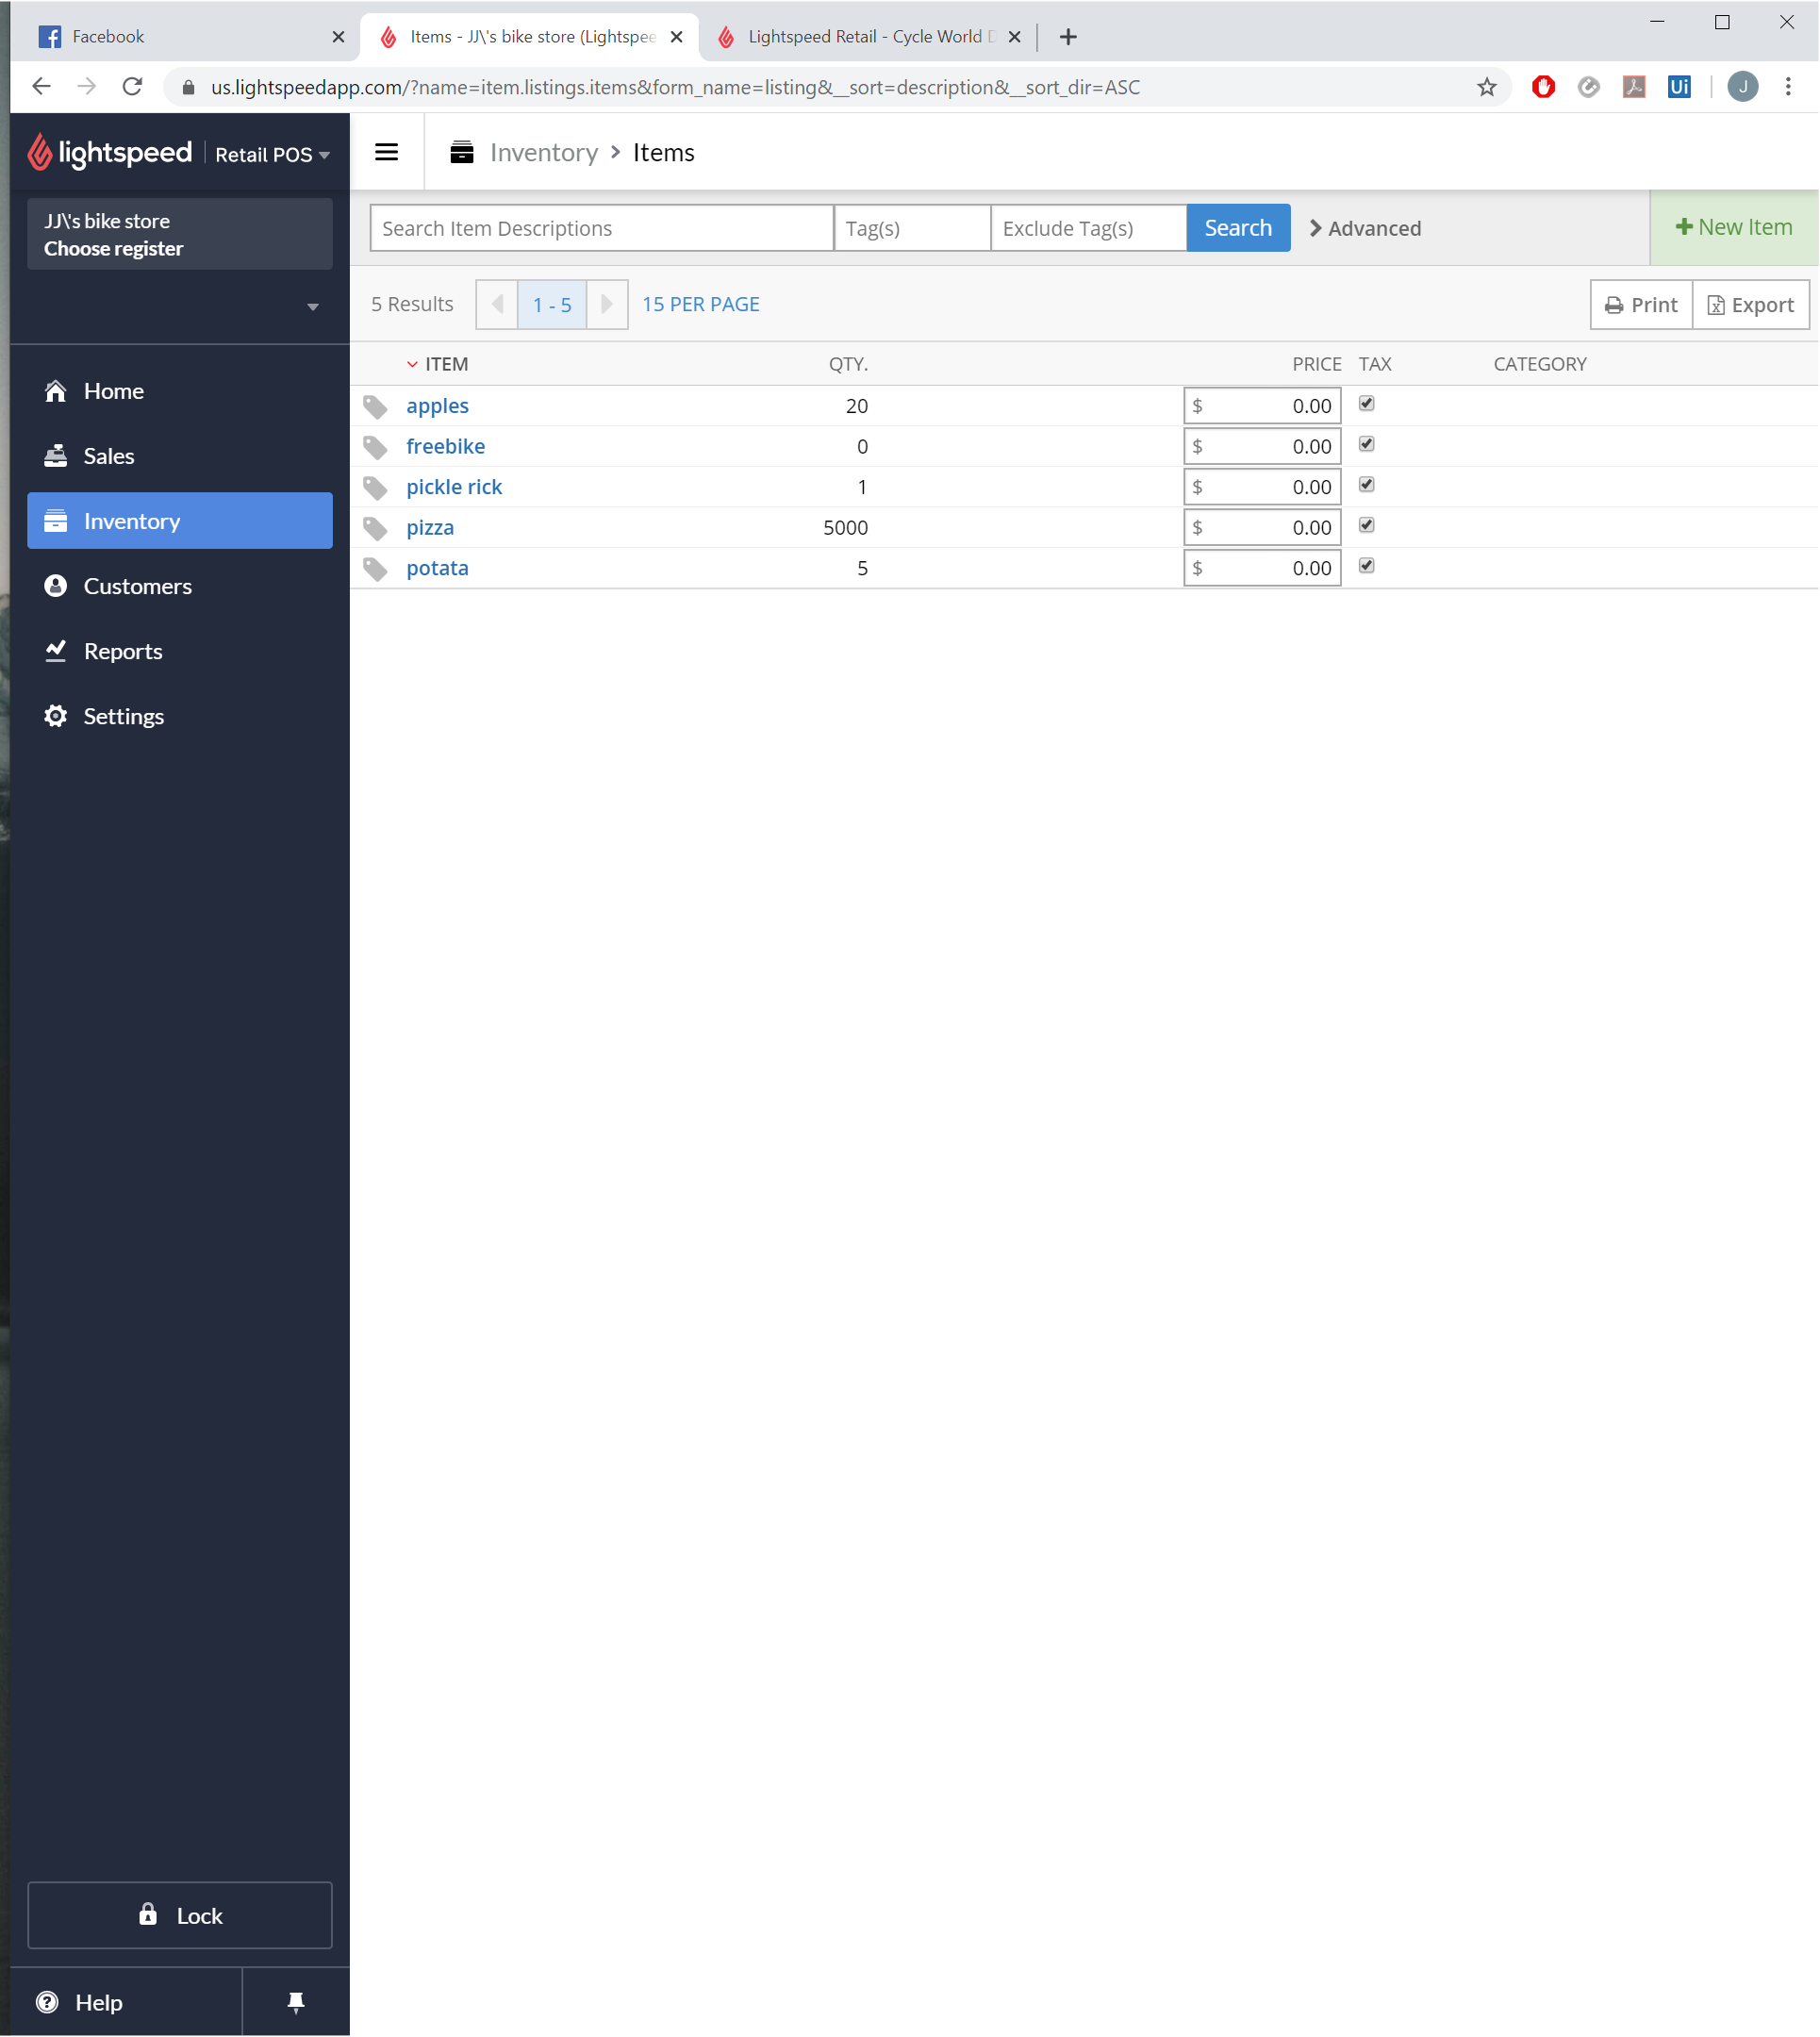 Facebook
Items - JJ\'s bike store (Lightspee
Lightspeed Retail - Cycle World D
us.lightspeedapp.com/?name=item.listings.items&form_name=listing&__sort=description&__sort_dir=ASC
Ui
J
lightspeed Retail POS
Inventory > Items
JJ\'s bike store
Choose register
Search Item Descriptions Tag(s) Exclude Tag(s) Search Advanced + New Item
5 Results 1 - 5 15 PER PAGE Print Export
ITEM QTY. PRICE TAX CATEGORY
apples 20 $ 0.00
freebike 0 $ 0.00
pickle rick 1 $ 0.00
pizza 5000 $ 0.00
potata 5 $ 0.00
Home
Sales
Inventory
Customers
Reports
Settings
Lock
Help